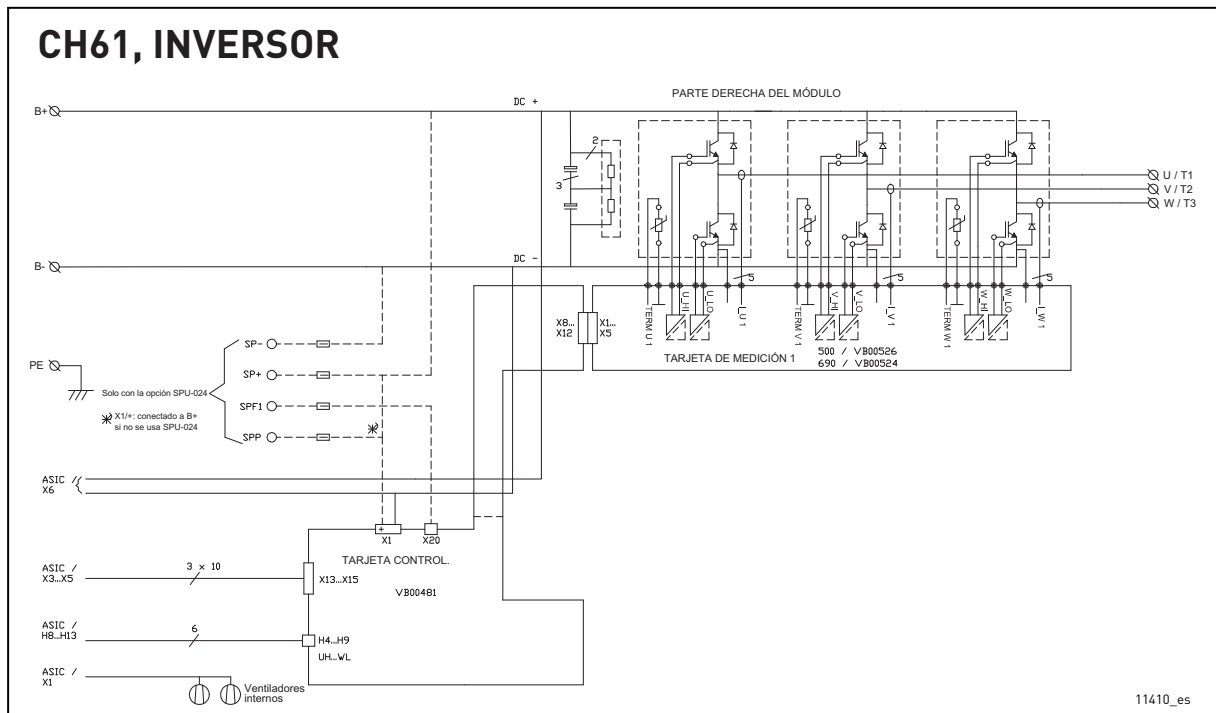 CH61, INVERSOR
PARTE DERECHA DEL MÓDULO
B+
DC +
2
3
U / T1
V / T2
W / T3
B-
DC -
5
5
5
TERM U 1
U_HI
U_LO
I_U 1
TERM V 1
V_HI
V_LO
I_V 1
TERM W 1
W_HI
W_LO
I_W 1
X8...
X12
X1...
X5
TARJETA DE MEDICIÓN 1
500 / VB00526
690 / VB00524
PE
SP-
SP+
SPF1
SPP
Solo con la opción SPU-024
X1/+: conectado a B+
si no se usa SPU-024
ASIC /
X6
+
X1
X20
TARJETA CONTROL.
VB00481
ASIC /
X3...X5
3 x 10
X13...X15
ASIC /
H8...H13
6
H4...H9
UH...WL
ASIC /
X1
Ventiladores
internos
11410_es